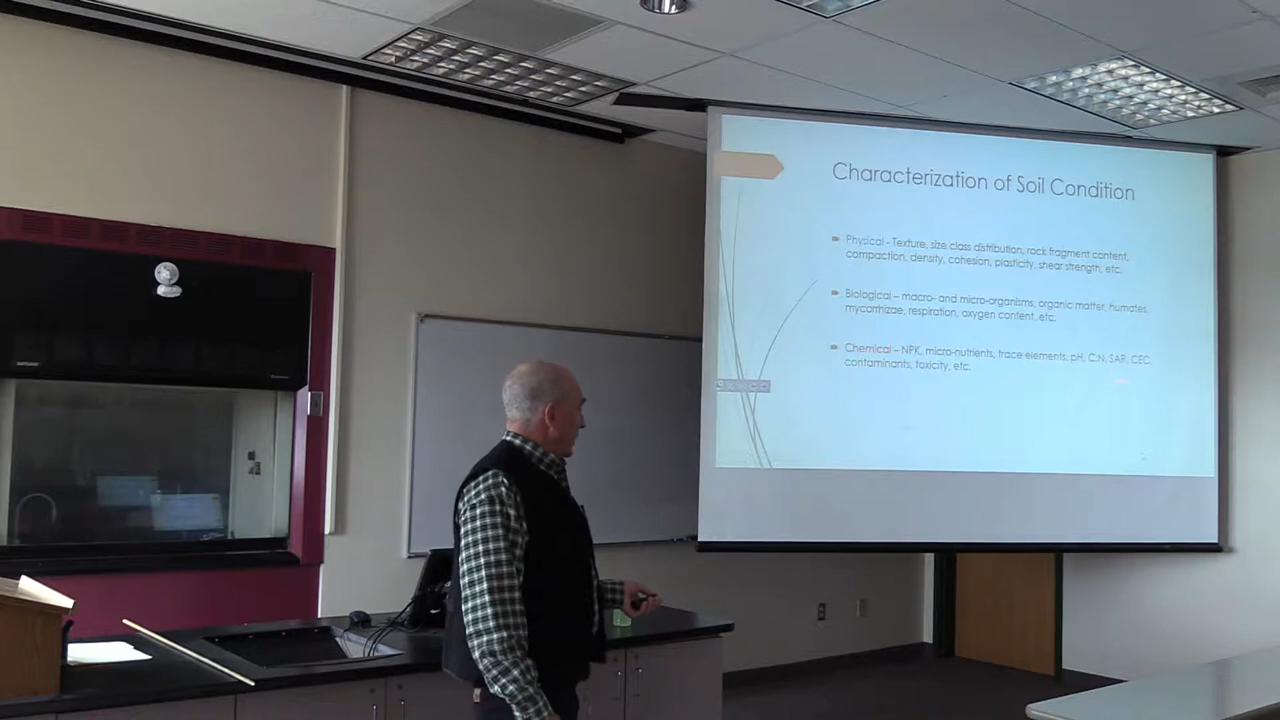 Characterization of Soil Condition
Physical - Texture, size class distribution, rock fragment content,
compaction, density, cohesion, plasticity, shear strength, etc.
Biological – macro- and micro-organisms, organic matter, humates,
mycorrhizae, respiration, oxygen content, etc.
Chemical – NPK, micro-nutrients, trace elements, pH, C:N, SAR, CEC,
contaminants, toxicity, etc.